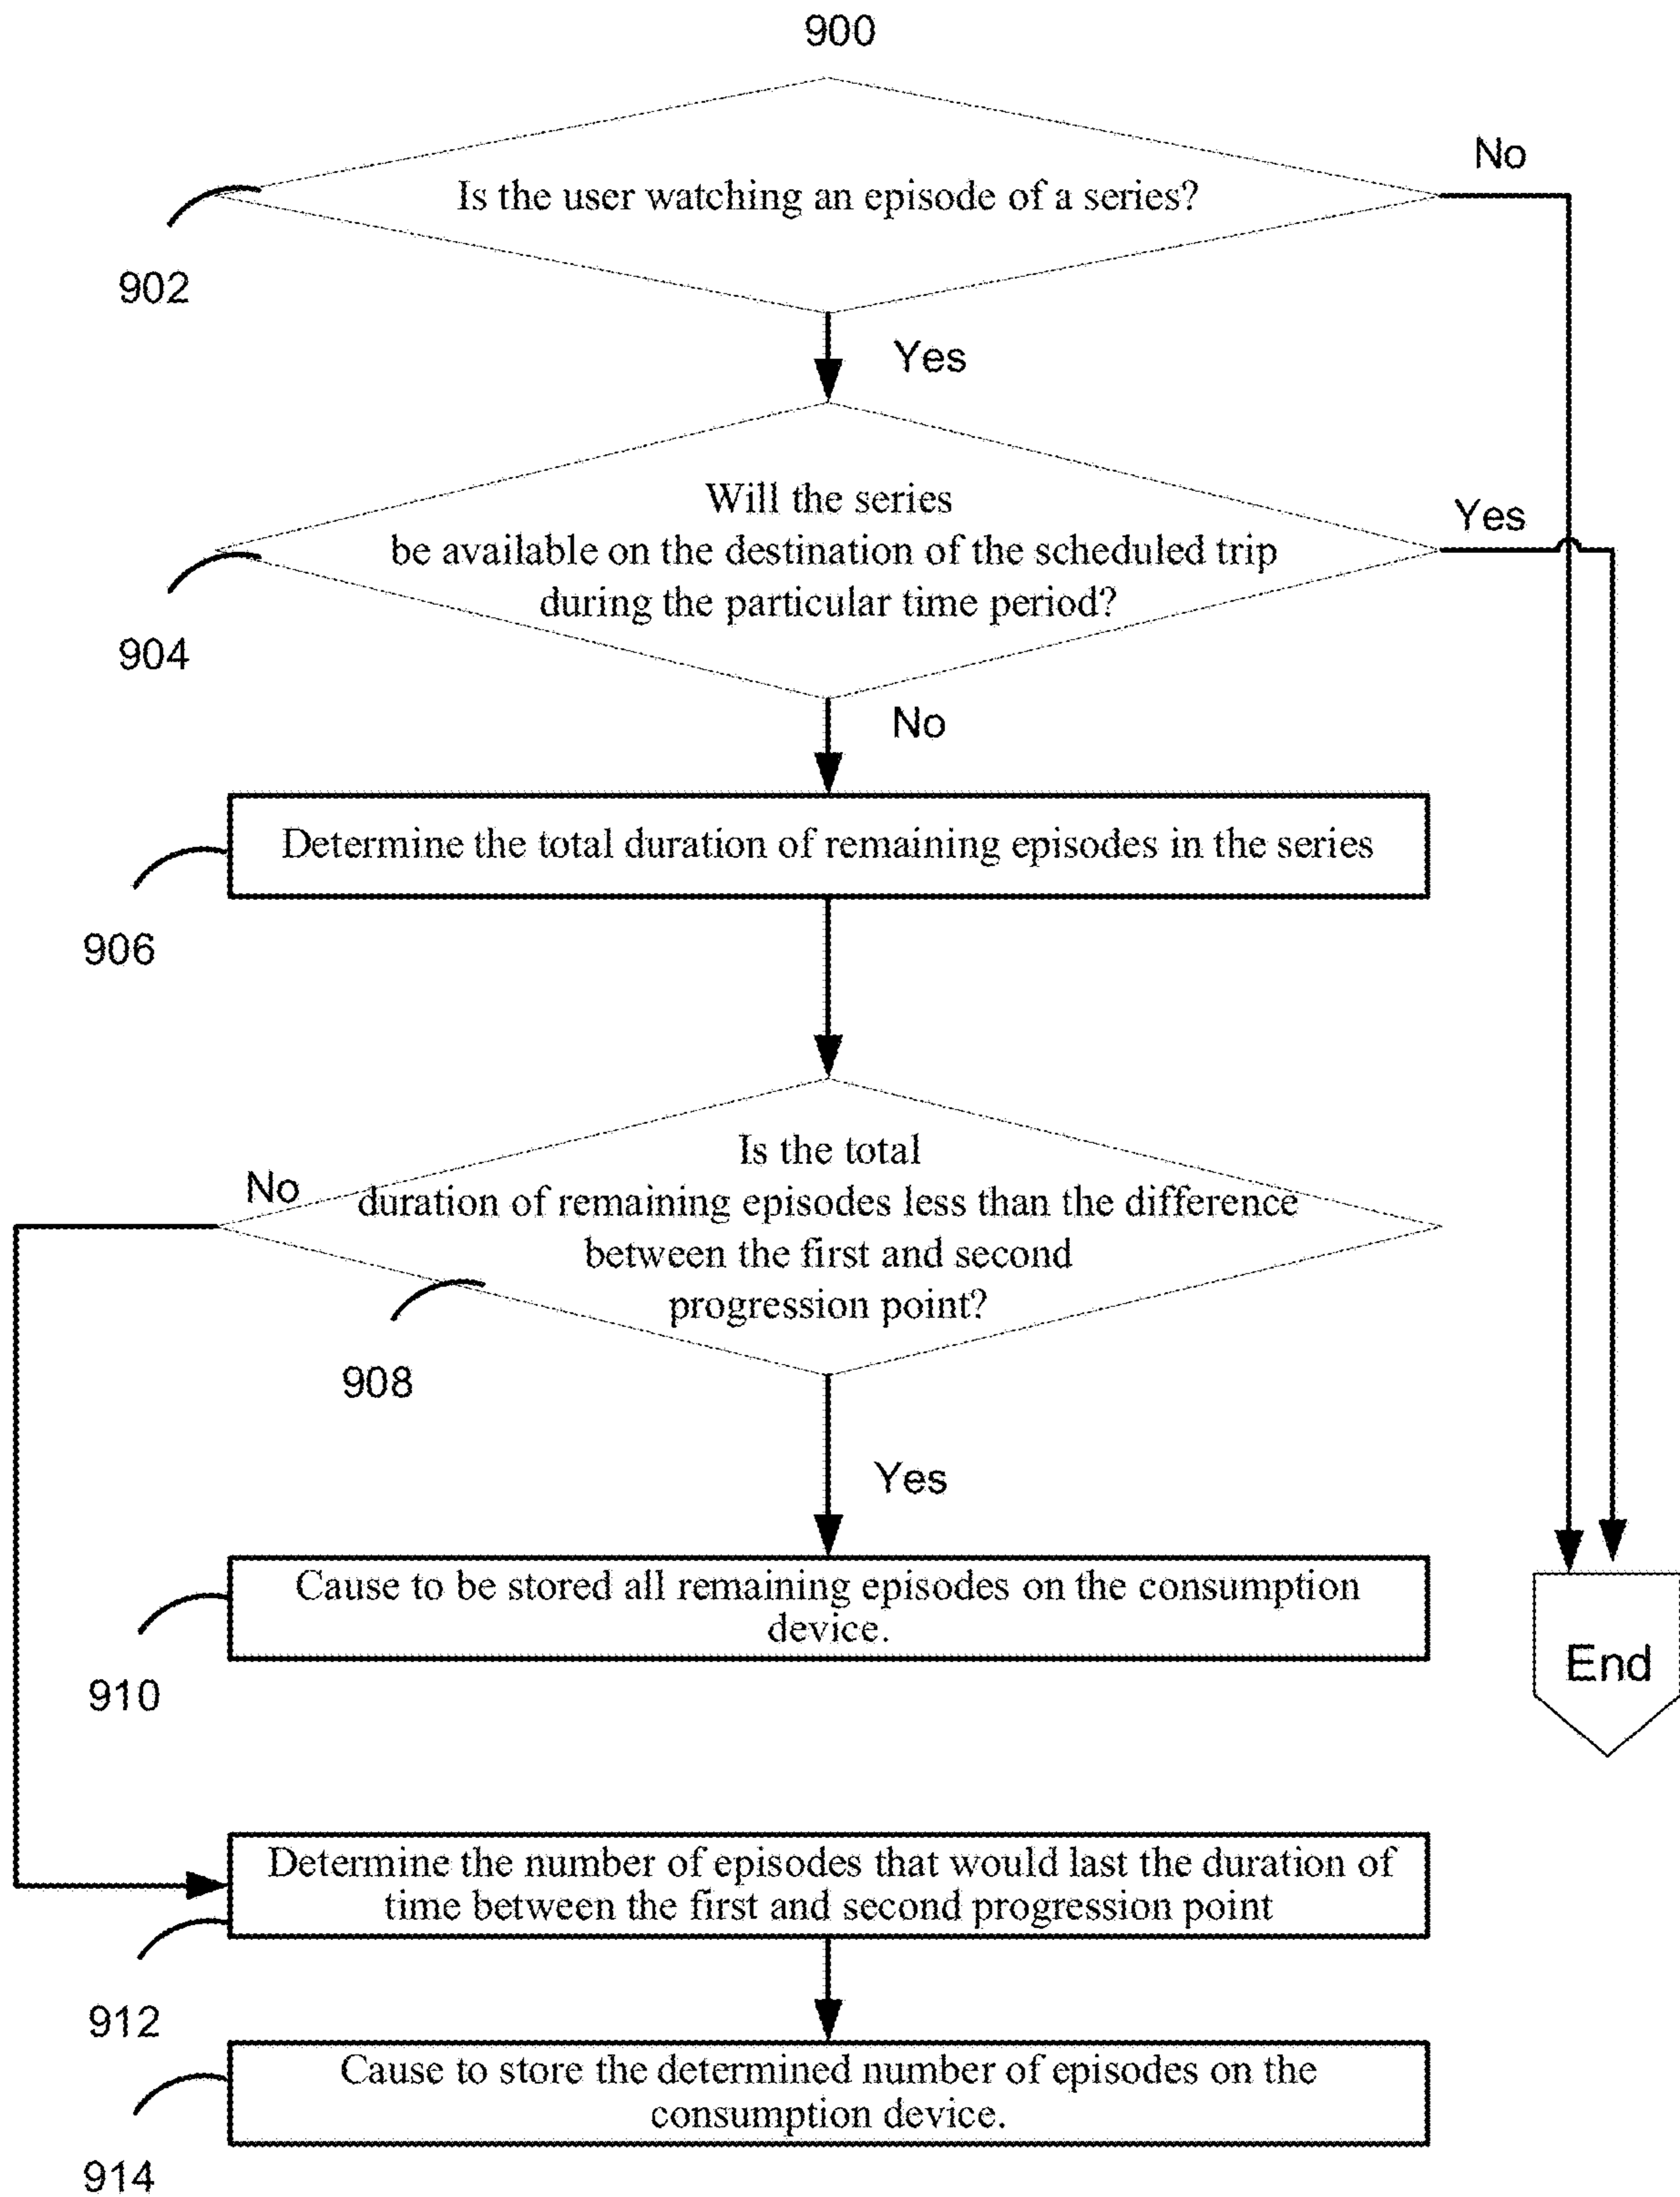 900
No
Is the user watching an episode of a series?
902
Yes
Will the series
Yes
be available on the destination of the scheduled trip
during the particular time period?
904
No
Determine the total duration of remaining episodes in the series
906
Is the total
No
duration of remaining episodes less than the difference
between the first and second
progression point?
908
Yes
Cause to be stored all remaining episodes on the consumption
device.
End
910
Determine the number of episodes that would last the duration of
time between the first and second progression point
912
Cause to store the determined number of episodes on the
consumption device.
914